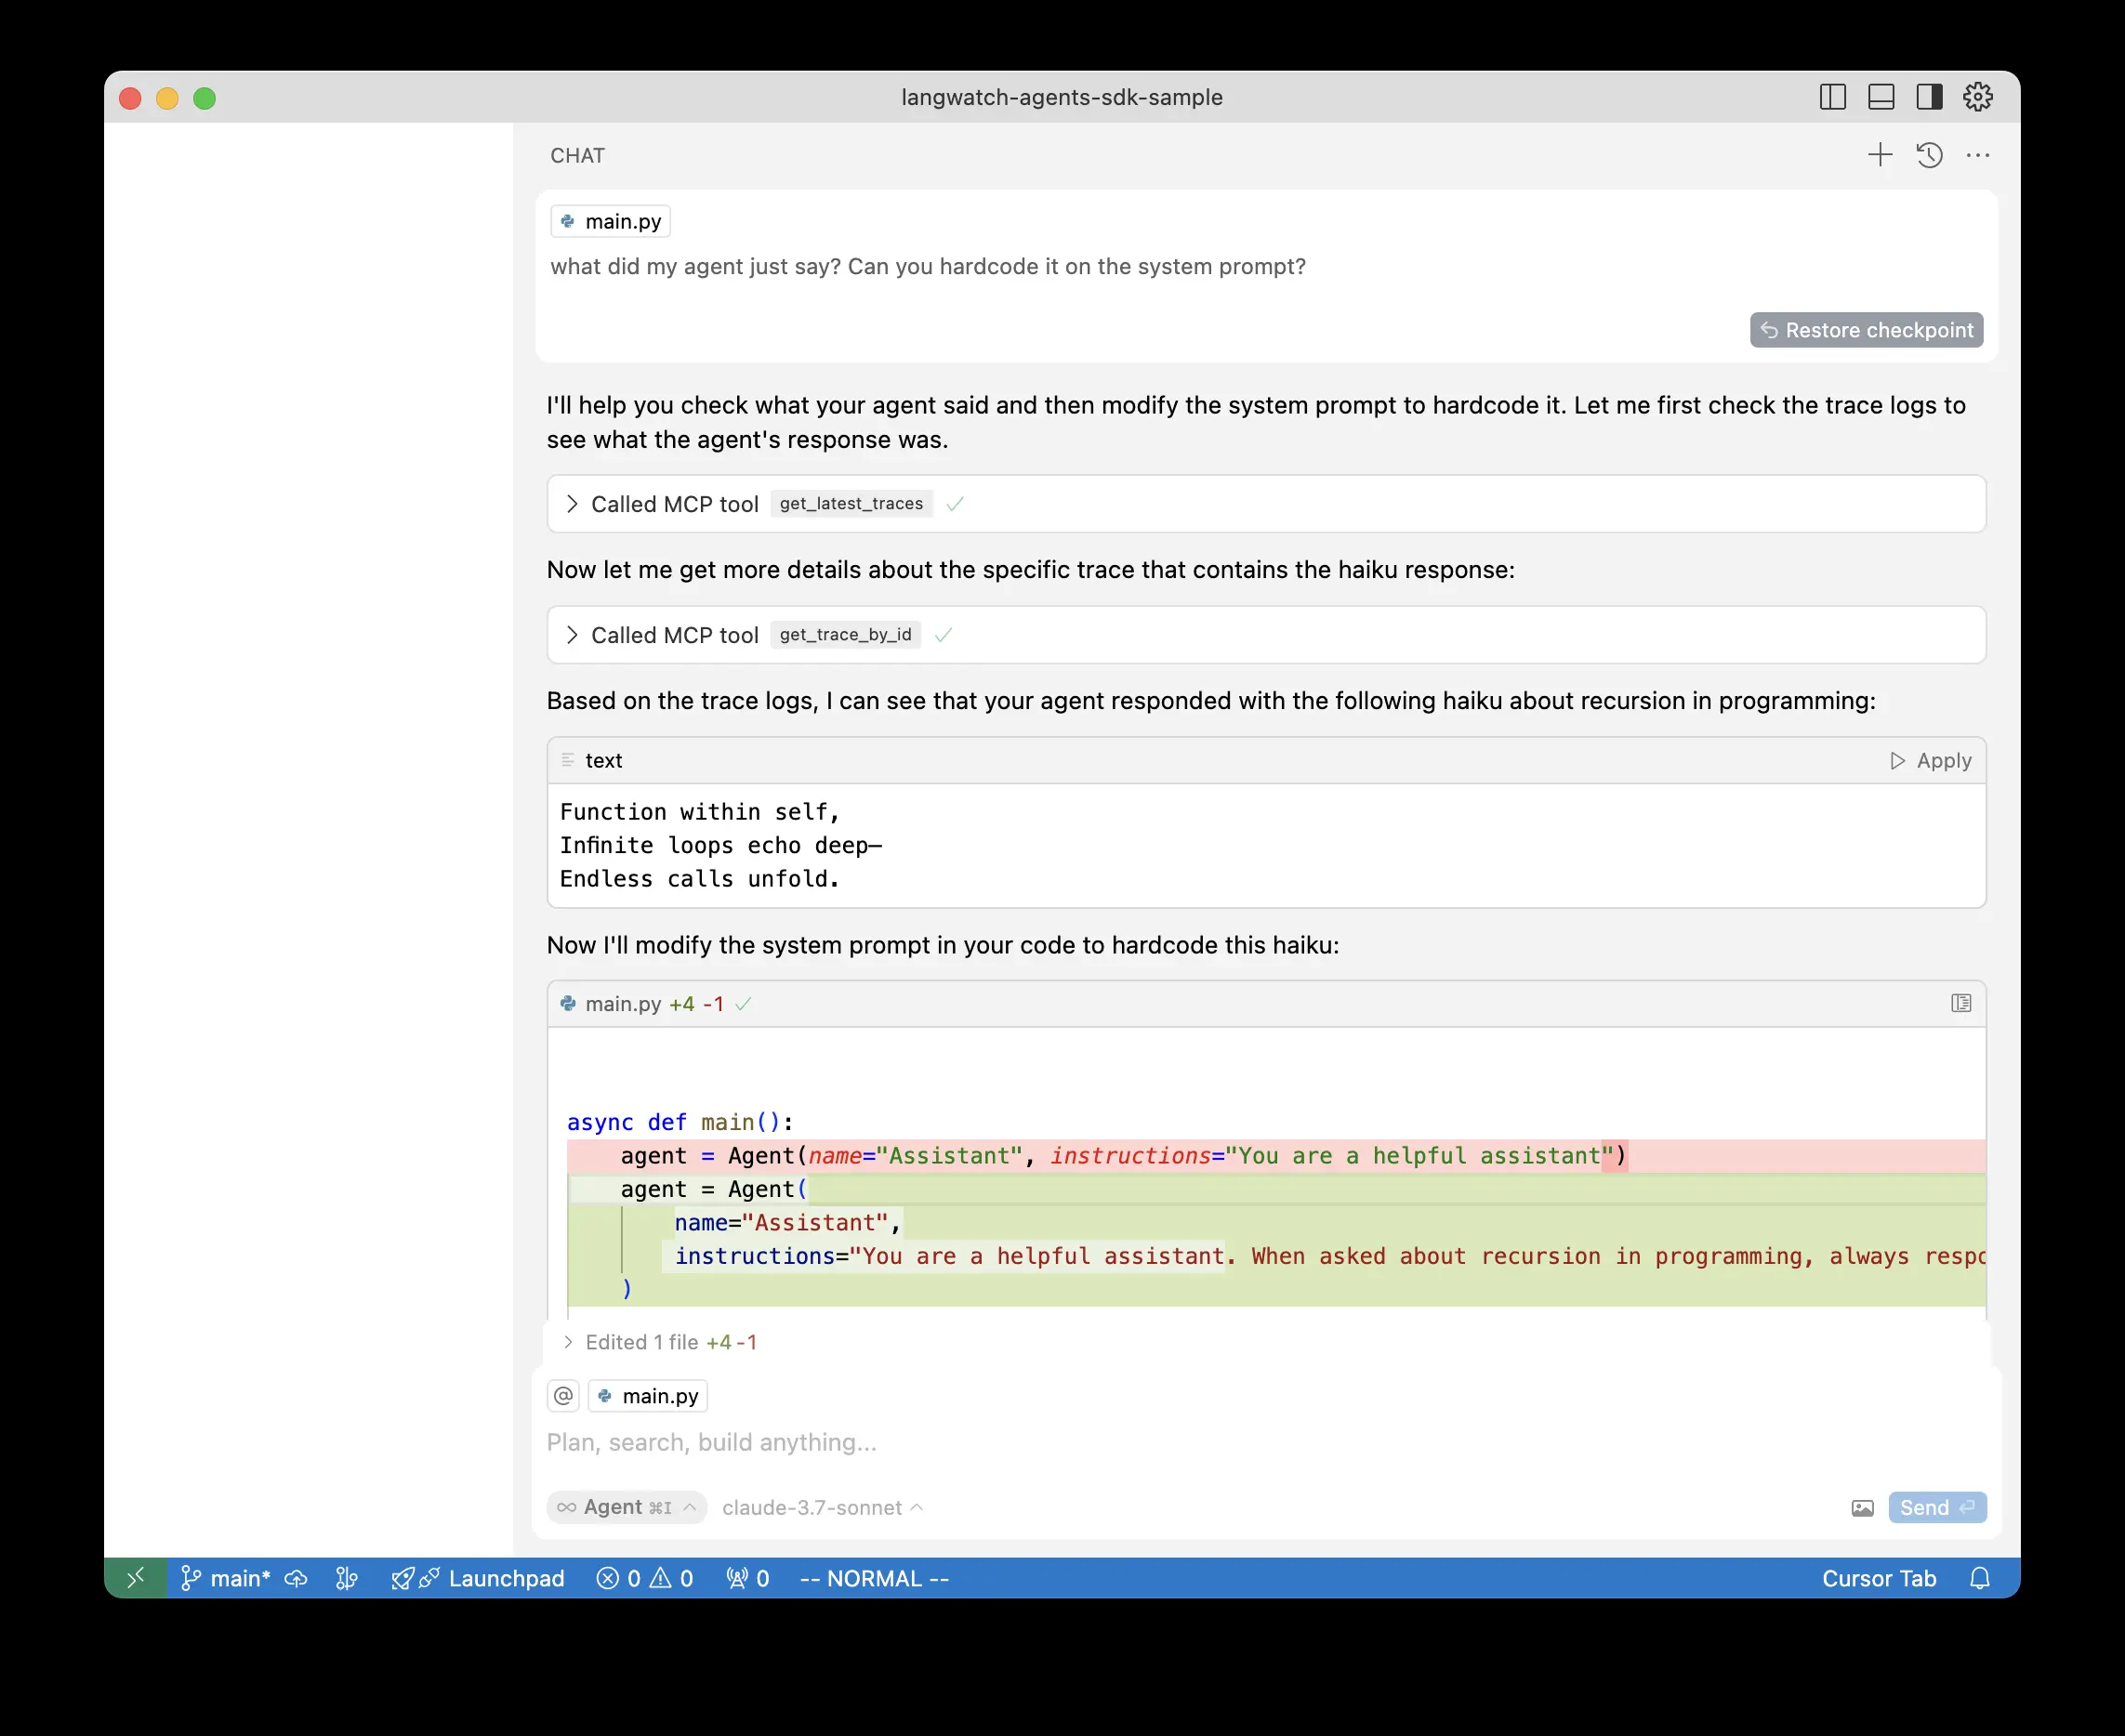 langwatch-agents-sdk-sample
CHAT
main.py
what did my agent just say? Can you hardcode it on the system prompt?
Restore checkpoint
I'll help you check what your agent said and then modify the system prompt to hardcode it. Let me first check the trace logs to
see what the agent's response was.
Called MCP tool get_latest_traces
Now let me get more details about the specific trace that contains the haiku response:
Called MCP tool get_trace_by_id
Based on the trace logs, I can see that your agent responded with the following haiku about recursion in programming:
text Apply
Function within self,
Infinite loops echo deep—
Endless calls unfold.
Now I'll modify the system prompt in your code to hardcode this haiku:
main.py +4 -1
async def main():
agent = Agent(name="Assistant", instructions="You are a helpful assistant")
agent = Agent(
name="Assistant",
instructions="You are a helpful assistant. When asked about recursion in programming, always respo
)
Edited 1 file +4 -1
@ main.py
Plan, search, build anything...
∞ Agent ⌘I claude-3.7-sonnet Send
main* Launchpad 0 0 0 -- NORMAL -- Cursor Tab